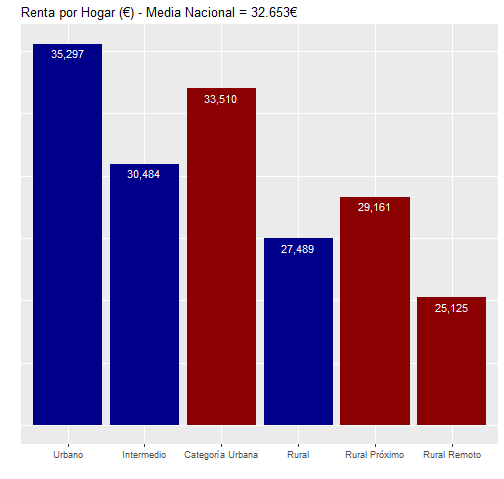 Renta por Hogar (€) - Media Nacional = 32.653€
35,297
30,484
33,510
27,489
29,161
25,125
Urbano
Intermedio
Categoría Urbana
Rural
Rural Próximo
Rural Remoto